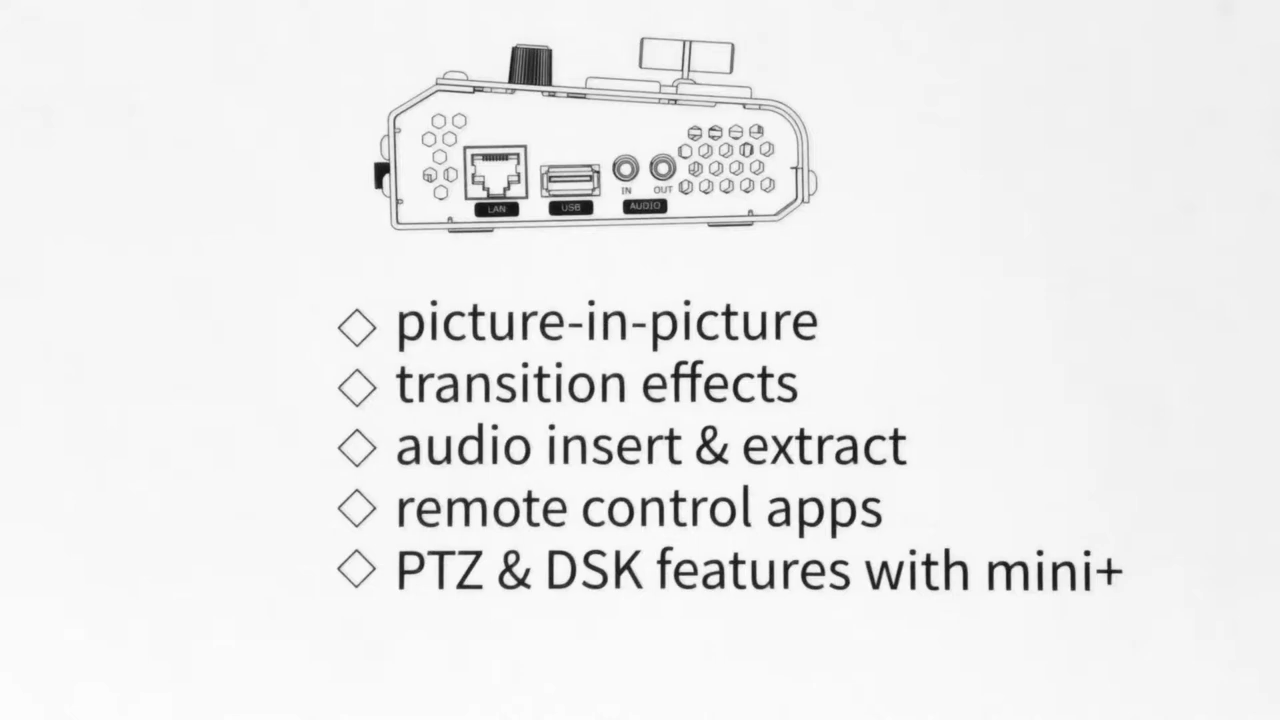 IN OUT
LAN USB AUDIO
picture-in-picture
transition effects
audio insert & extract
remote control apps
PTZ & DSK features with mini+